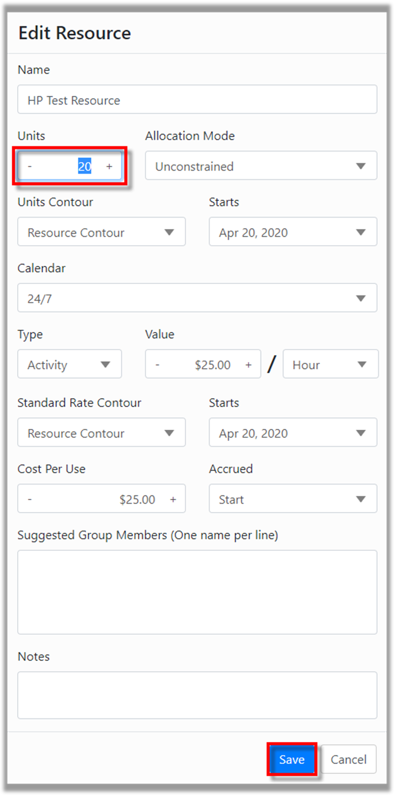 Edit Resource
Name
HP Test Resource
Units Allocation Mode
- 20 + Unconstrained
Units Contour Starts
Resource Contour Apr 20, 2020
Calendar
24/7
Type Value
Activity - $25.00 + / Hour
Standard Rate Contour Starts
Resource Contour Apr 20, 2020
Cost Per Use Accrued
- $25.00 + Start
Suggested Group Members (One name per line)
Notes
Save Cancel